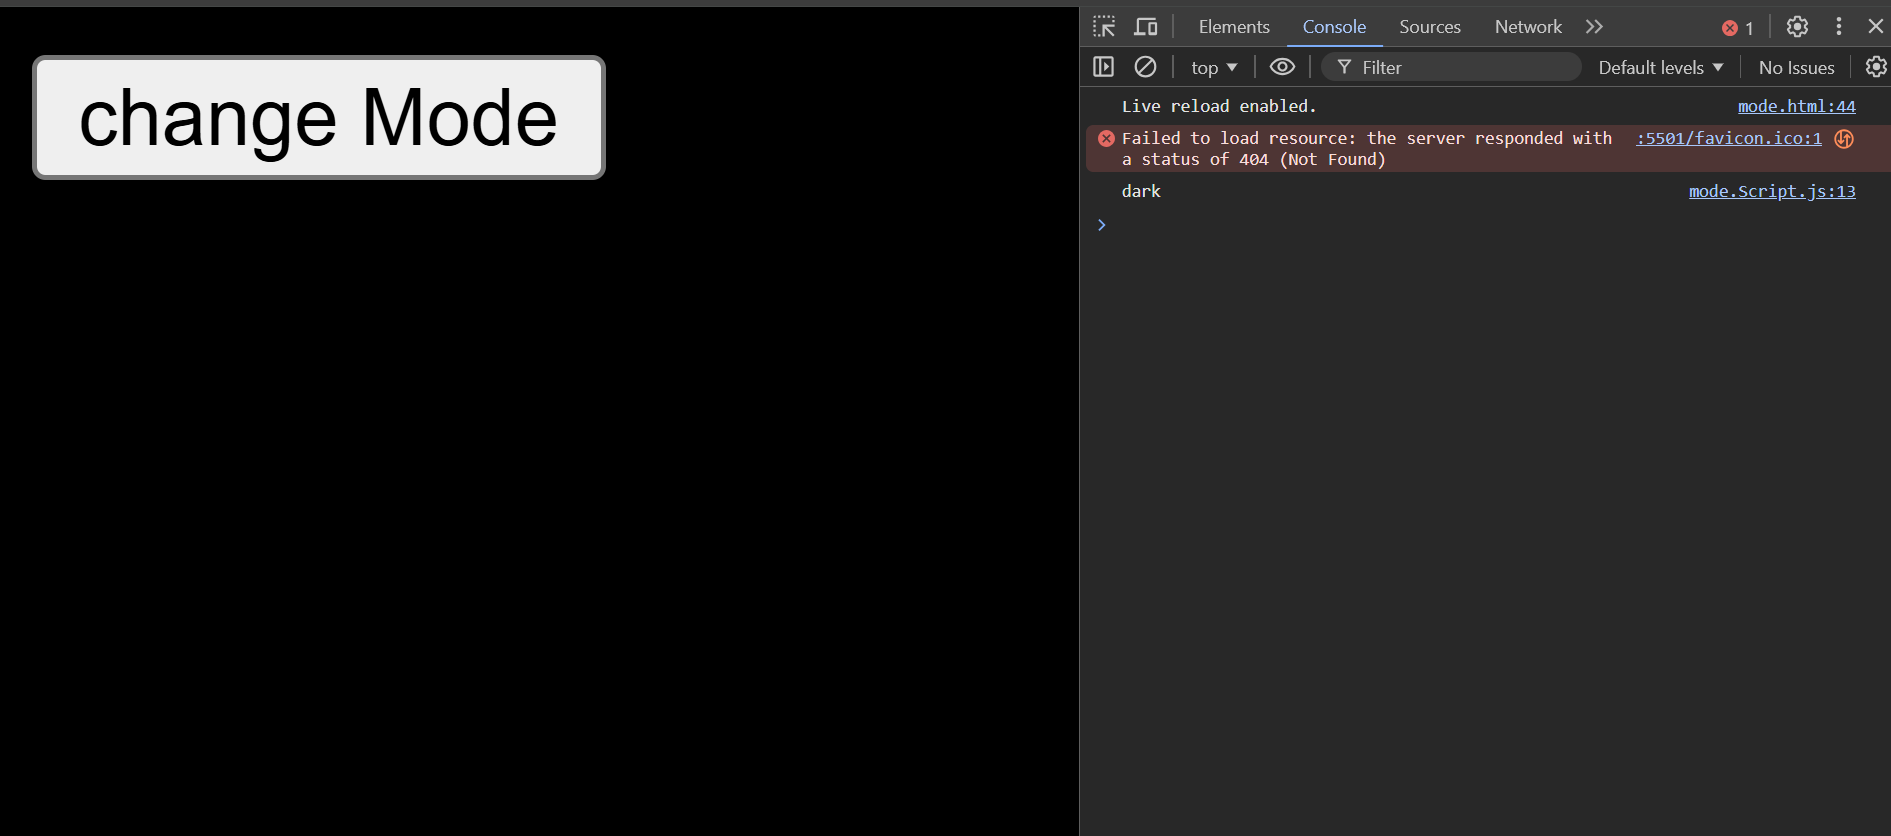 change Mode
Elements Console Sources Network 1
top Filter Default levels No Issues
Live reload enabled. mode.html:44
Failed to load resource: the server responded with :5501/favicon.ico:1
a status of 404 (Not Found)
dark mode.Script.js:13